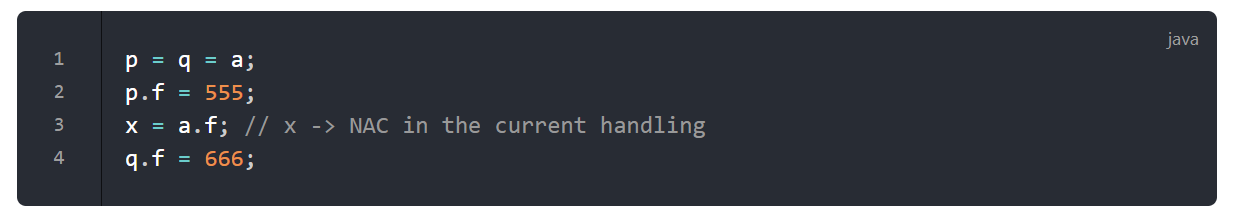 java
1 p = q = a;
2 p.f = 555;
3 x = a.f; // x -> NAC in the current handling
4 q.f = 666;